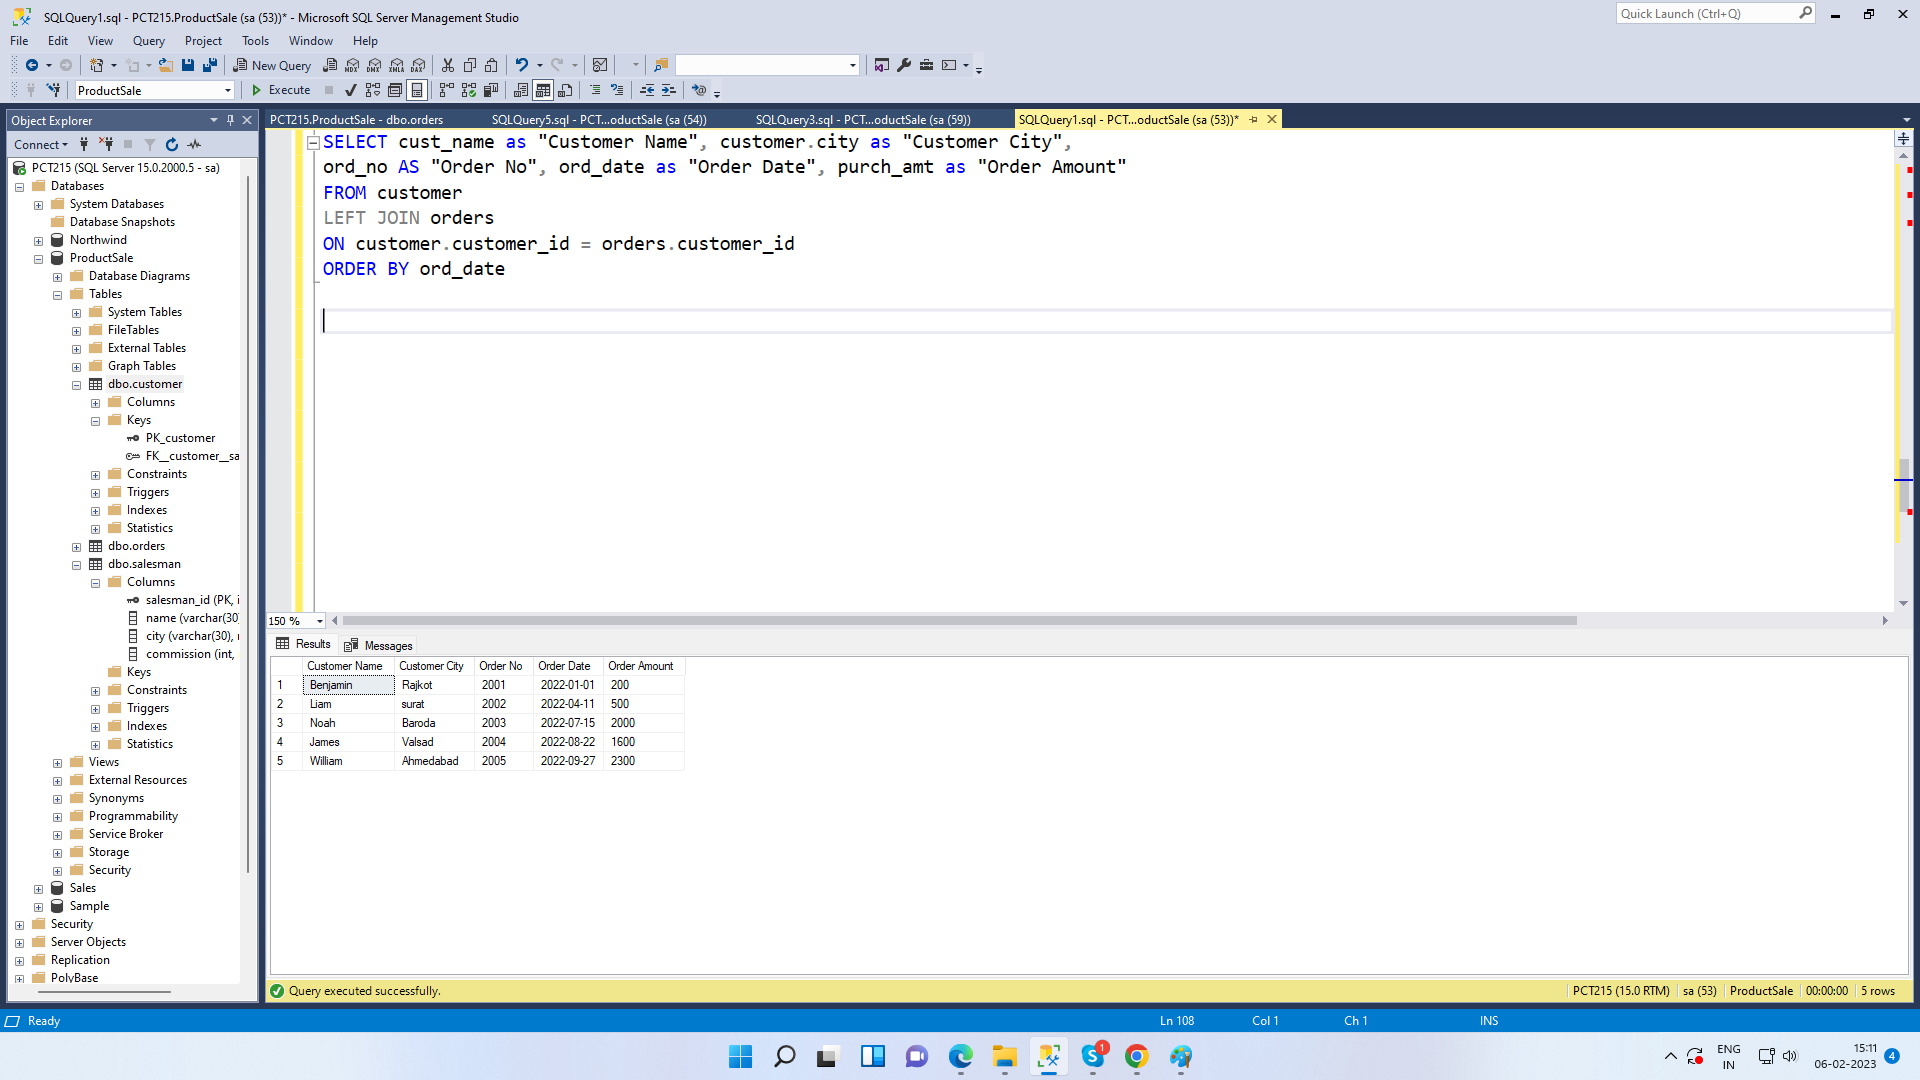 SQLQuery1.sql - PCT215.ProductSale (sa (53))* - Microsoft SQL Server Management Studio
Quick Launch (Ctrl+Q)
File Edit View Query Project Tools Window Help
New Query
MDX DMX XMLA DAX
ProductSale
Execute
Object Explorer
Connect
PCT215 (SQL Server 15.0.2000.5 - sa)
Databases
System Databases
Database Snapshots
Northwind
ProductSale
Database Diagrams
Tables
System Tables
FileTables
External Tables
Graph Tables
dbo.customer
Columns
Keys
PK_customer
FK__customer__sa
Constraints
Triggers
Indexes
Statistics
dbo.orders
dbo.salesman
Columns
salesman_id (PK, i
name (varchar(30)
city (varchar(30), n
commission (int,
Keys
Constraints
Triggers
Indexes
Statistics
Views
External Resources
Synonyms
Programmability
Service Broker
Storage
Security
Sales
Sample
Security
Server Objects
Replication
PolyBase
PCT215.ProductSale - dbo.orders
SQLQuery5.sql - PCT...oductSale (sa (54))
SQLQuery3.sql - PCT...oductSale (sa (59))
SQLQuery1.sql - PCT...oductSale (sa (53))*
SELECT cust_name as "Customer Name", customer.city as "Customer City",
ord_no AS "Order No", ord_date as "Order Date", purch_amt as "Order Amount"
FROM customer
LEFT JOIN orders
ON customer.customer_id = orders.customer_id
ORDER BY ord_date
150 %
Results Messages
Customer Name Customer City Order No Order Date Order Amount
1 Benjamin Rajkot 2001 2022-01-01 200
2 Liam surat 2002 2022-04-11 500
3 Noah Baroda 2003 2022-07-15 2000
4 James Valsad 2004 2022-08-22 1600
5 William Ahmedabad 2005 2022-09-27 2300
Query executed successfully.
PCT215 (15.0 RTM) sa (53) ProductSale 00:00:00 5 rows
Ready
Ln 108 Col 1 Ch 1 INS
S 1
ENG
IN
15:11
06-02-2023
4